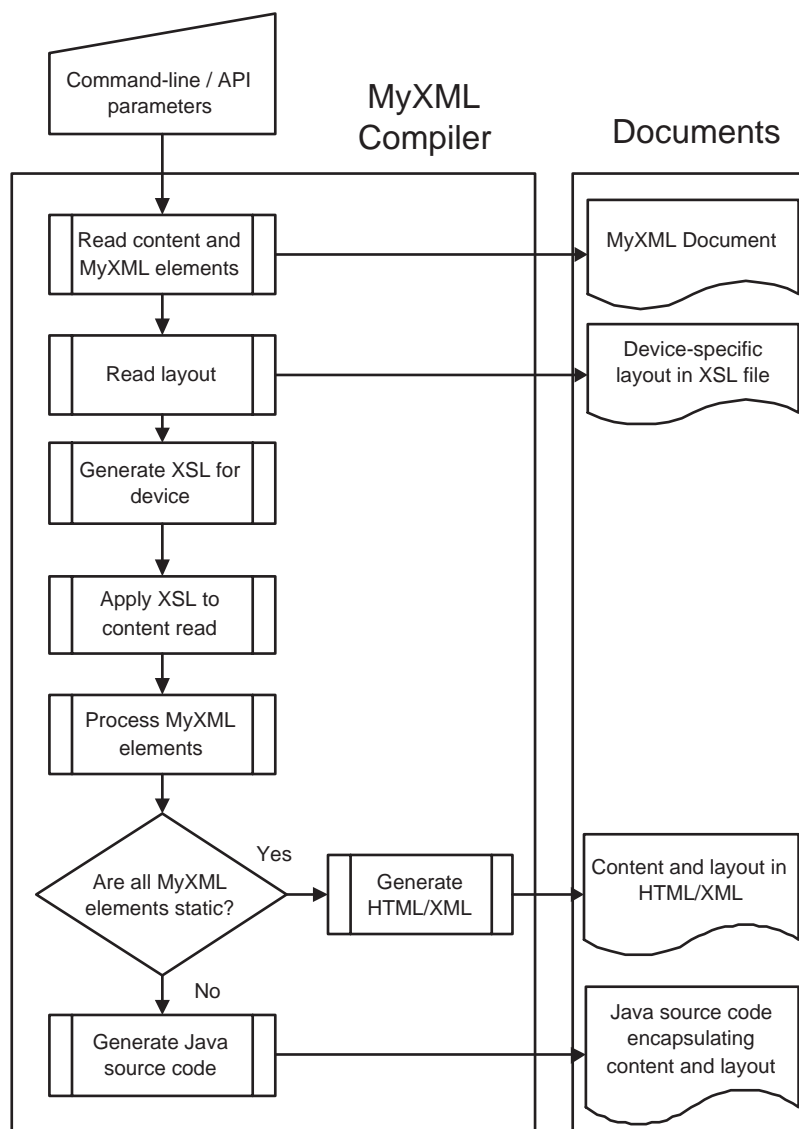 Command-line / API
parameters
MyXML
Compiler
Documents
Read content and
MyXML elements
MyXML Document
Read layout
Device-specific
layout in XSL file
Generate XSL for
device
Apply XSL to
content read
Process MyXML
elements
Are all MyXML
elements static?
Yes
Generate
HTML/XML
Content and layout in
HTML/XML
No
Generate Java
source code
Java source code
encapsulating
content and layout